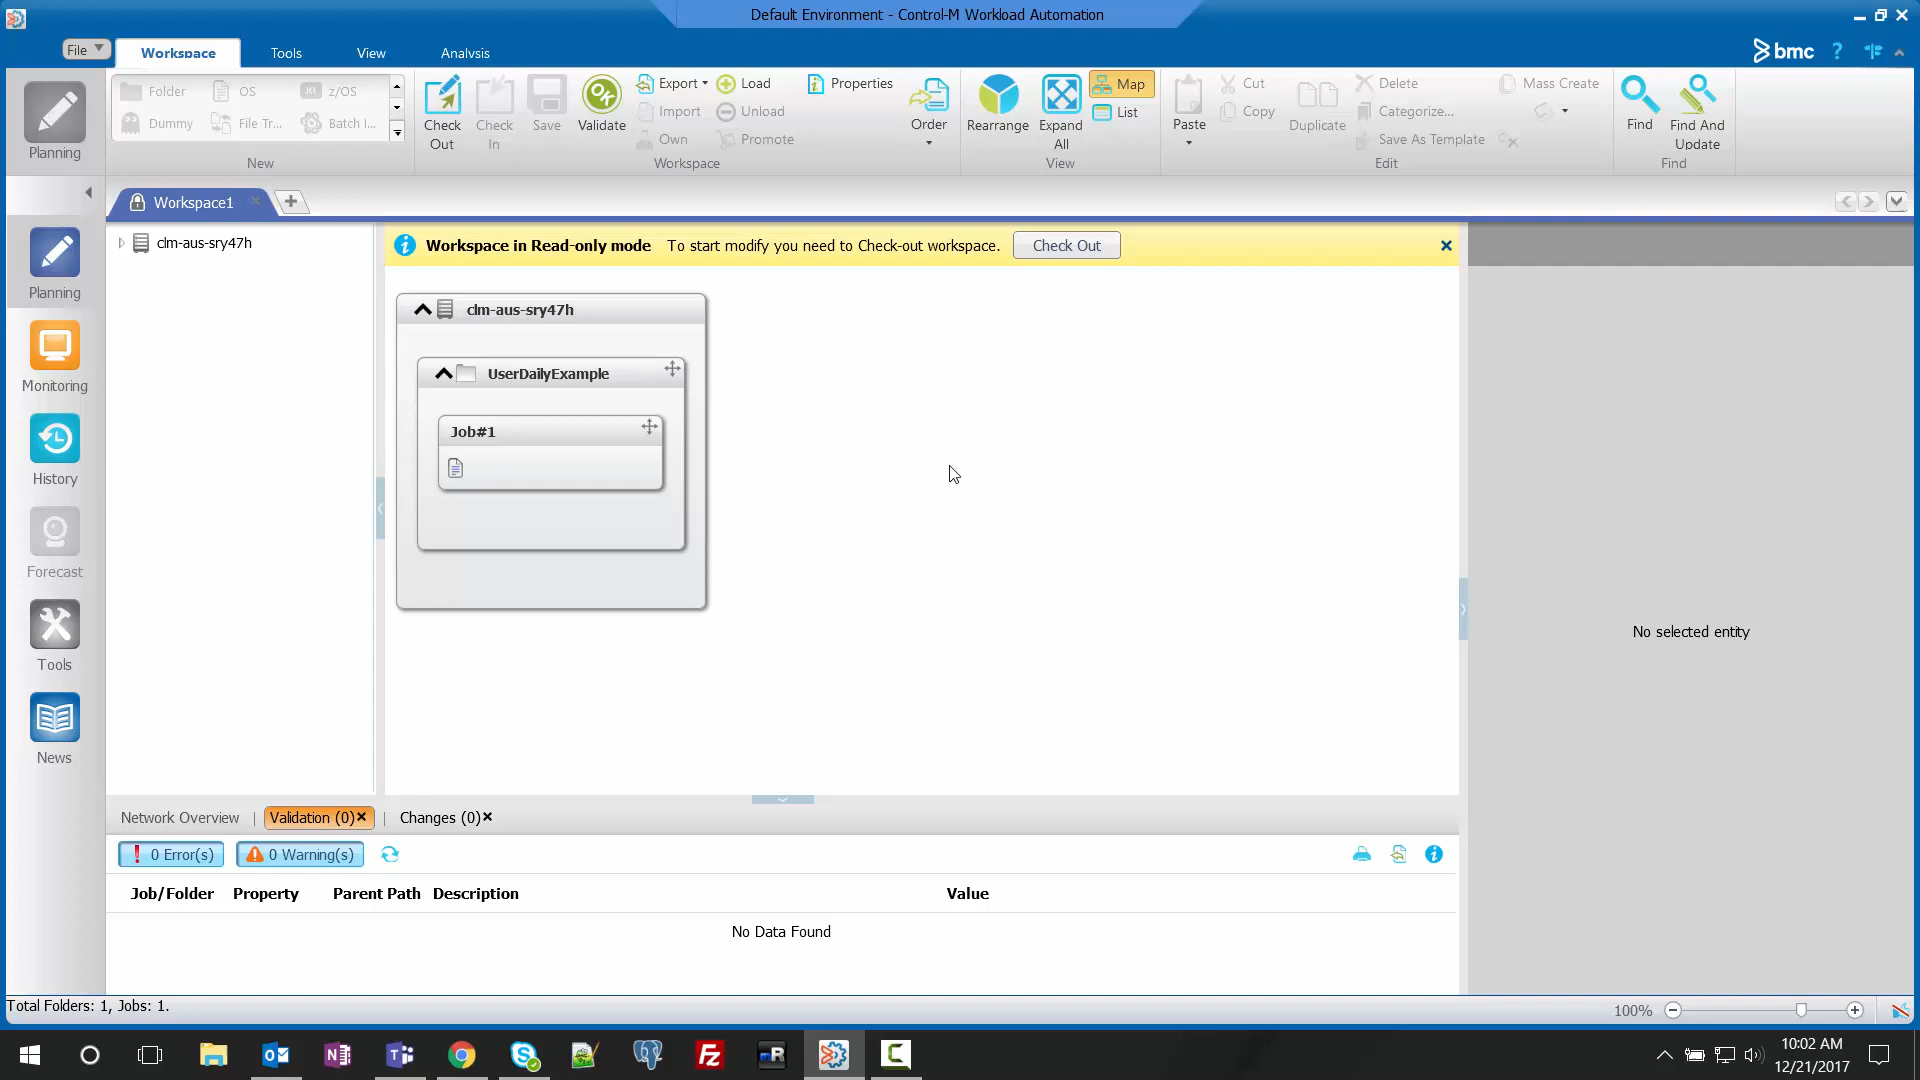 Default Environment - Control-M Workload Automation
File
Workspace
Tools
View
Analysis
bmc
?
Planning
Folder
OS
z/OS
Dummy
File Tr...
Batch I...
New
Check Out
Check In
Save
Validate
Export
Import
Own
Load
Unload
Promote
Properties
Order
Workspace
Rearrange
Expand All
Map
List
View
Paste
Cut
Copy
Duplicate
Delete
Categorize...
Save As Template
Mass Create
Edit
Find
Find And Update
Find
Workspace1
Planning
Monitoring
History
Forecast
Tools
News
clm-aus-sry47h
Workspace in Read-only mode To start modify you need to Check-out workspace. Check Out
clm-aus-sry47h
UserDailyExample
Job#1
No selected entity
Network Overview | Validation (0) | Changes (0)
0 Error(s) 0 Warning(s)
Job/Folder Property Parent Path Description Value
No Data Found
Total Folders: 1, Jobs: 1.
100%
10:02 AM
12/21/2017